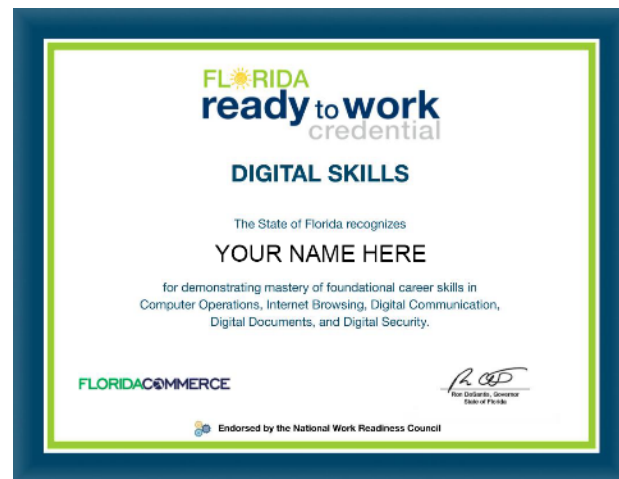 FLORIDA
ready to work
credential
DIGITAL SKILLS
The State of Florida recognizes
YOUR NAME HERE
for demonstrating mastery of foundational career skills in
Computer Operations, Internet Browsing, Digital Communication,
Digital Documents, and Digital Security.
FLORIDACOMMERCE
Ron DeSantis, Governor
State of Florida
Endorsed by the National Work Readiness Council